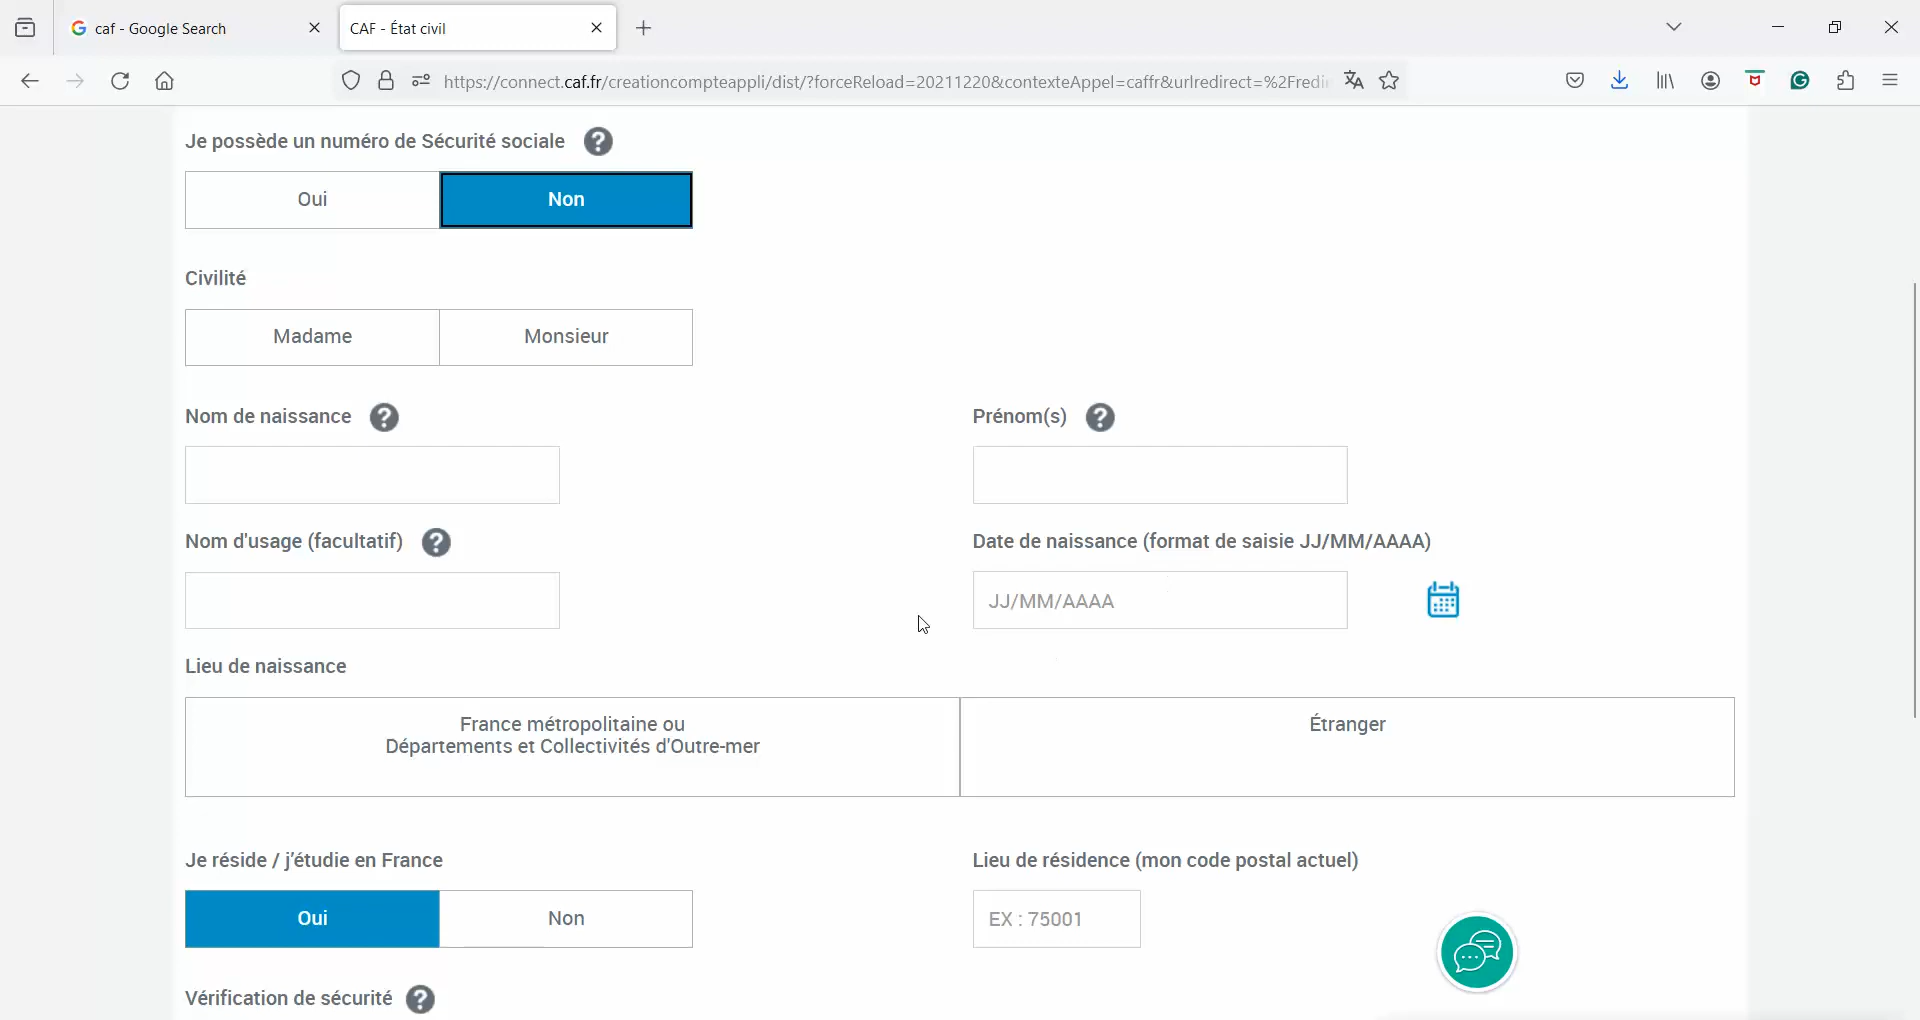 caf - Google Search
CAF - État civil
https://connect.caf.fr/creationcompteappli/dist/?forceReload=20211220&contexteAppel=caffr&urlredirect=%2Fredi
Je possède un numéro de Sécurité sociale ?
Oui Non
Civilité
Madame Monsieur
Nom de naissance ? Prénom(s) ?
Nom d'usage (facultatif) ? Date de naissance (format de saisie JJ/MM/AAAA)
JJ/MM/AAAA
Lieu de naissance
France métropolitaine ou
Départements et Collectivités d'Outre-mer
Étranger
Je réside / j'étudie en France Lieu de résidence (mon code postal actuel)
Oui Non EX : 75001
Vérification de sécurité ?